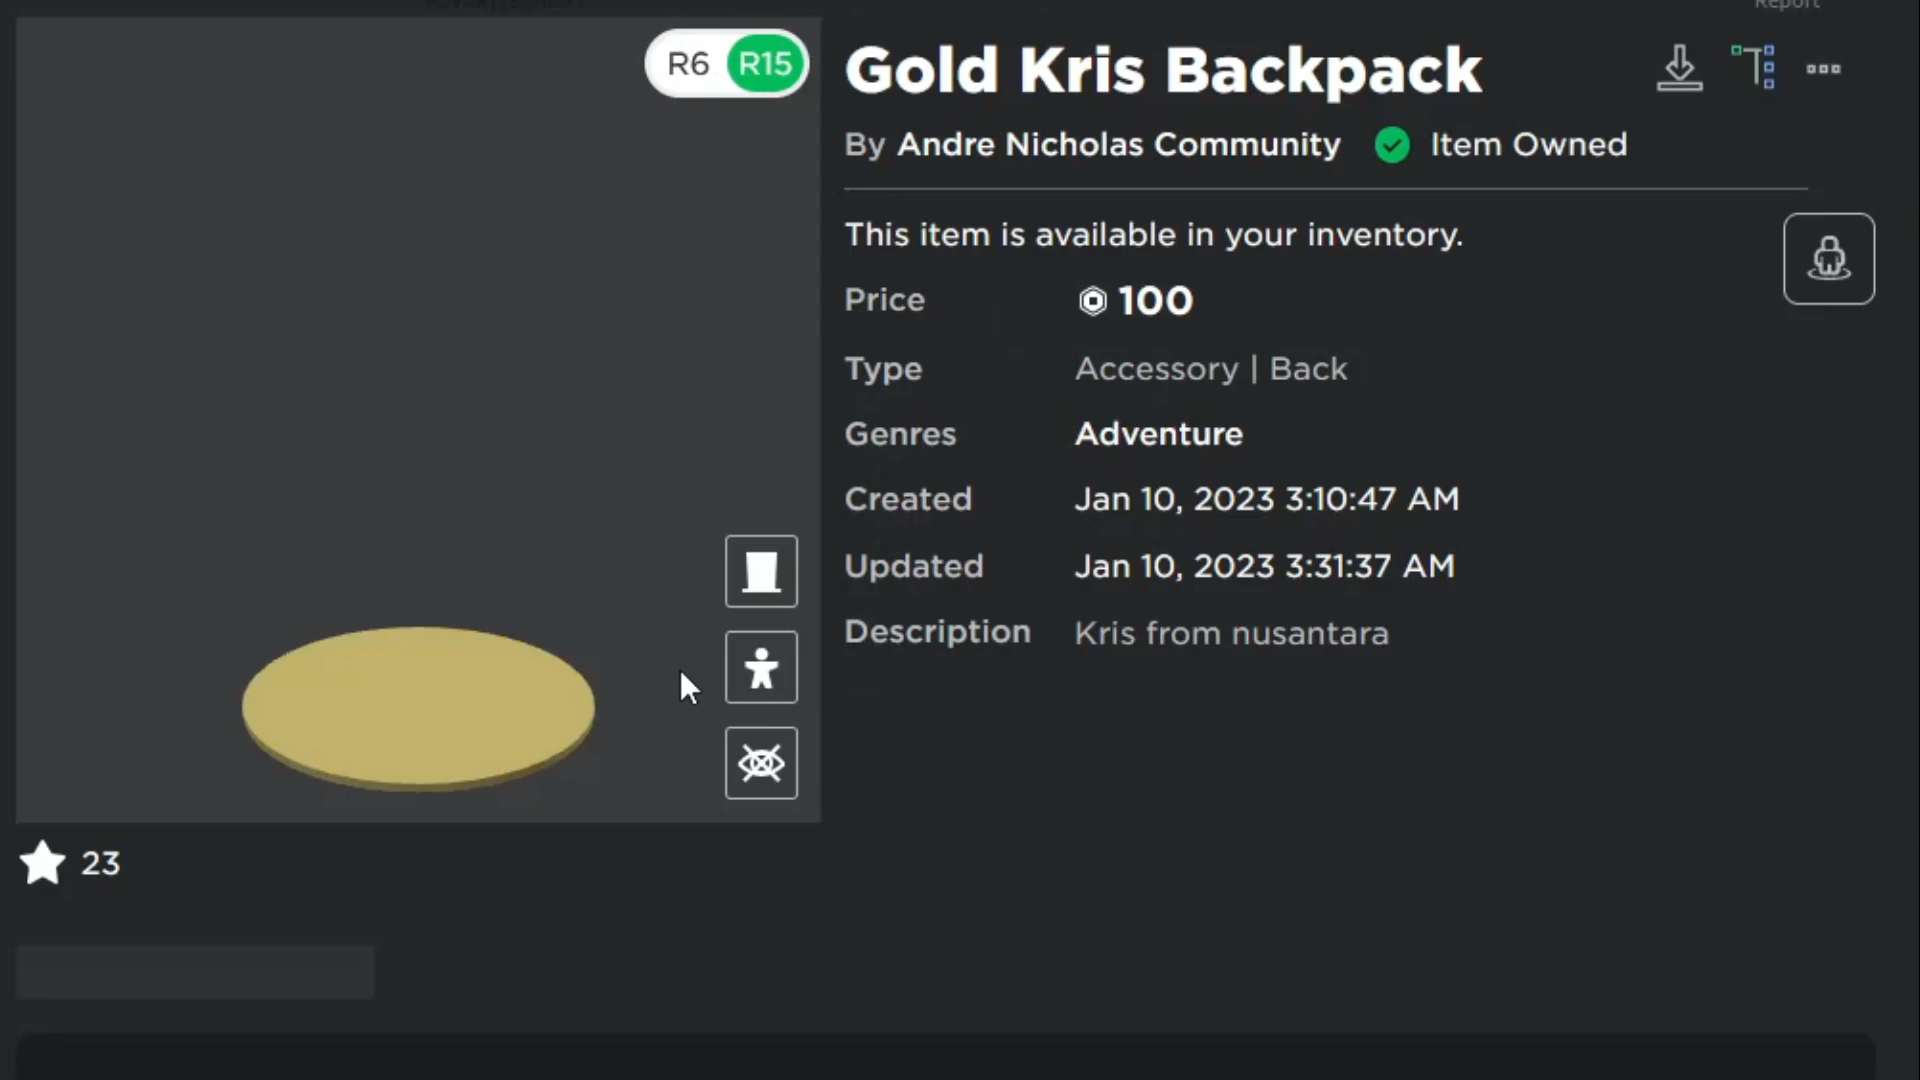 Report
R6 R15
Gold Kris Backpack
By Andre Nicholas Community Item Owned
This item is available in your inventory.
Price 100
Type Accessory | Back
Genres Adventure
Created Jan 10, 2023 3:10:47 AM
Updated Jan 10, 2023 3:31:37 AM
Description Kris from nusantara
23